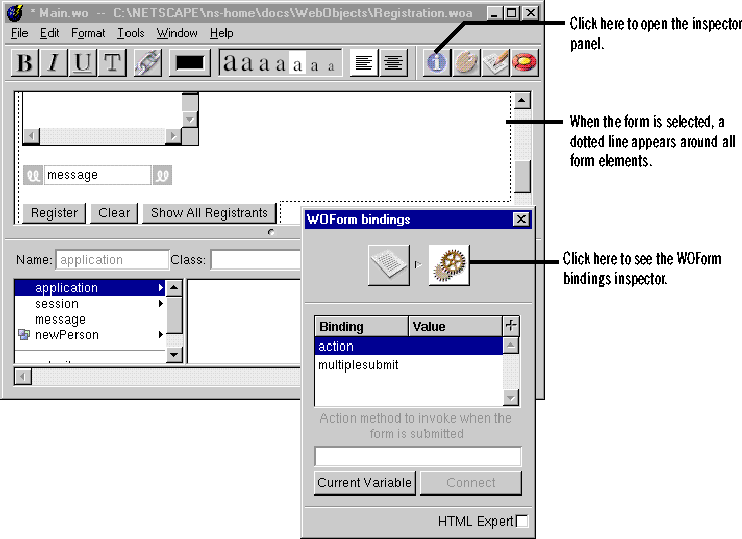 * Main.wo -- C:\NETSCAPE\ns-home\docs\WebObjects\Registration.woa
File Edit Format Tools Window Help
B I U T a a a a a a a
Click here to open the inspector
panel.
When the form is selected, a
dotted line appears around all
form elements.
message
Register Clear Show All Registrants
WOForm bindings
Click here to see the WOForm
bindings inspector.
Name: application Class:
application
session
message
newPerson
Binding Value
action
multiplesubmit
Action method to invoke when the
form is submitted
Current Variable Connect
HTML Expert